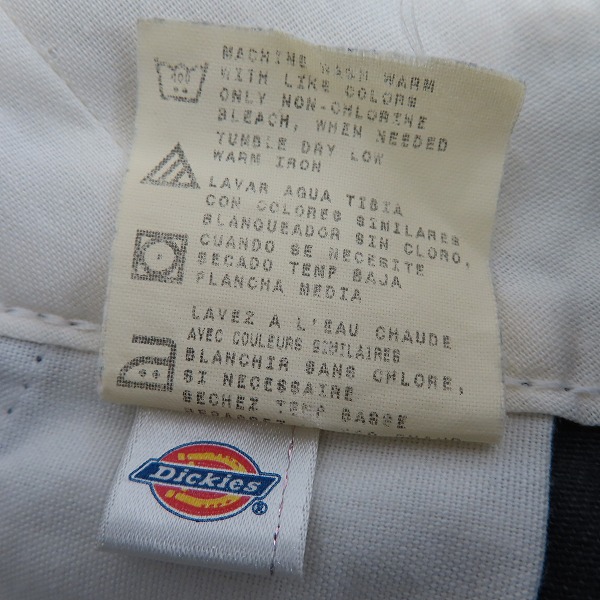 MACHINE WASH WARM
WITH LIKE COLORS
ONLY NON-CHLORINE
BLEACH, WHEN NEEDED
TUMBLE DRY LOW
WARM IRON
LAVAR AGUA TIBIA
CON COLORES SIMILARES
BLANQUEADOR SIN CLORO,
CUANDO SE NECESITE
SECADO TEMP BAJA
PLANCHA MEDIA
LAVEZ A L'EAU CHAUDE
AVEC COULEURS SIMILAIRES
BLANCHIR SANS CHLORE,
SI NECESSAIRE
SECHEZ TEMP BASSE
Dickies®